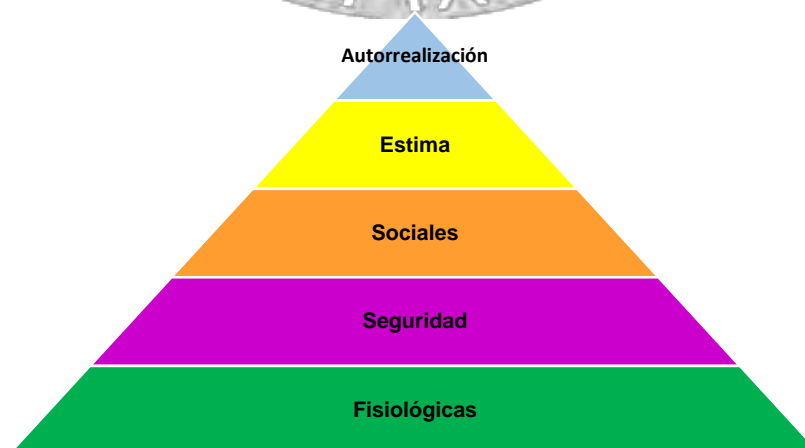 Autorrealización
Estima
Sociales
Seguridad
Fisiológicas